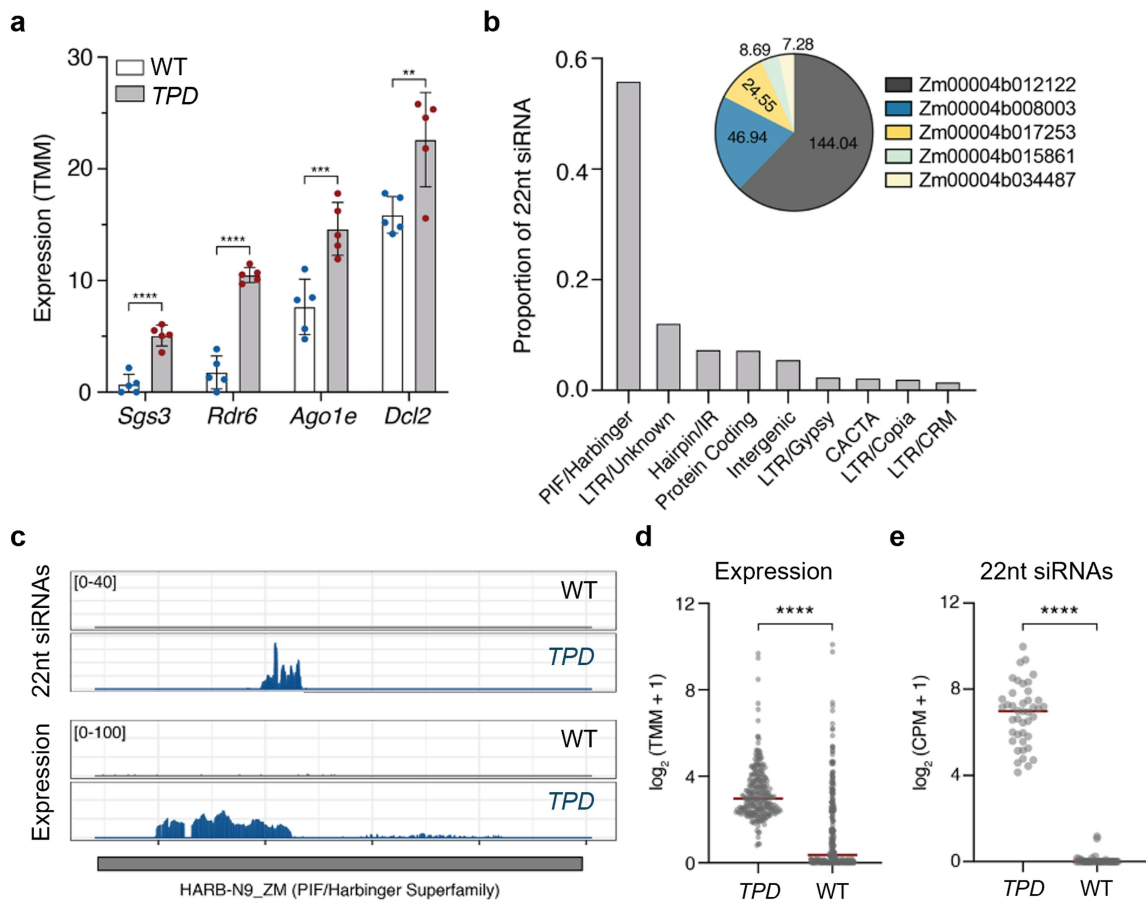 a
WT
TPD
Expression (TMM)
30
20
10
0
****
****
***
**
Sgs3
Rdr6
Ago1e
Dcl2
b
Proportion of 22nt siRNA
0.6
0.4
0.2
0.0
PIF/Harbinger
LTR/Unknown
Hairpin/IR
Protein Coding
Intergenic
LTR/Gypsy
CACTA
LTR/Copia
LTR/CRM
8.69
7.28
24.55
46.94
144.04
Zm00004b012122
Zm00004b008003
Zm00004b017253
Zm00004b015861
Zm00004b034487
c
22nt siRNAs
[0-40]
WT
TPD
Expression
[0-100]
WT
TPD
HARB-N9_ZM (PIF/Harbinger Superfamily)
d
Expression
****
log2 (TMM + 1)
12
8
4
0
TPD
WT
e
22nt siRNAs
****
log2 (CPM + 1)
12
8
4
0
TPD
WT